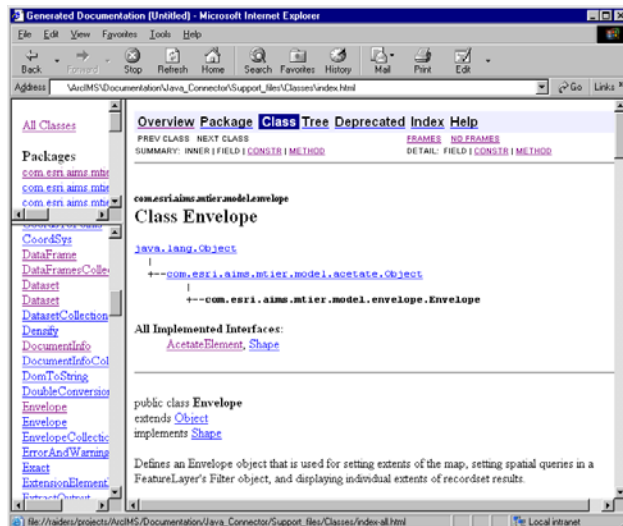 Generated Documentation (Untitled) - Microsoft Internet Explorer
File Edit View Favorites Tools Help
Back Forward Stop Refresh Home Search Favorites History Mail Print Edit
Address \ArcIMS\Documentation\Java_Connector\Support_files\Classes\index.html Go Links »
All Classes
Packages
com.esri.aims.mtie
com.esri.aims.mtie
com.esri.aims.mtie
CoordSys
DataFrame
DataFramesCollec
Dataset
Dataset
DatasetCollection
Densify
DocumentInfo
DocumentInfoCol
DomToString
DoubleConversion
Envelope
Envelope
EnvelopeCollectic
ErrorAndWarning
Exact
ExtensionElement
ExtractOutput
Overview Package Class Tree Deprecated Index Help
PREV CLASS NEXT CLASS FRAMES NO FRAMES
SUMMARY: INNER | FIELD | CONSTR | METHOD DETAIL: FIELD | CONSTR | METHOD
com.esri.aims.mtier.model.envelope
Class Envelope
java.lang.Object
|
+--com.esri.aims.mtier.model.acetate.Object
|
+--com.esri.aims.mtier.model.envelope.Envelope
All Implemented Interfaces:
AcetateElement, Shape
public class Envelope
extends Object
implements Shape
Defines an Envelope object that is used for setting extents of the map, setting spatial queries in a
FeatureLayer's Filter object, and displaying individual extents of recordset results.
file://raiders/projects/ArcIMS/Documentation/Java_Connector/Support_files/Classes/index-all.html Local intranet